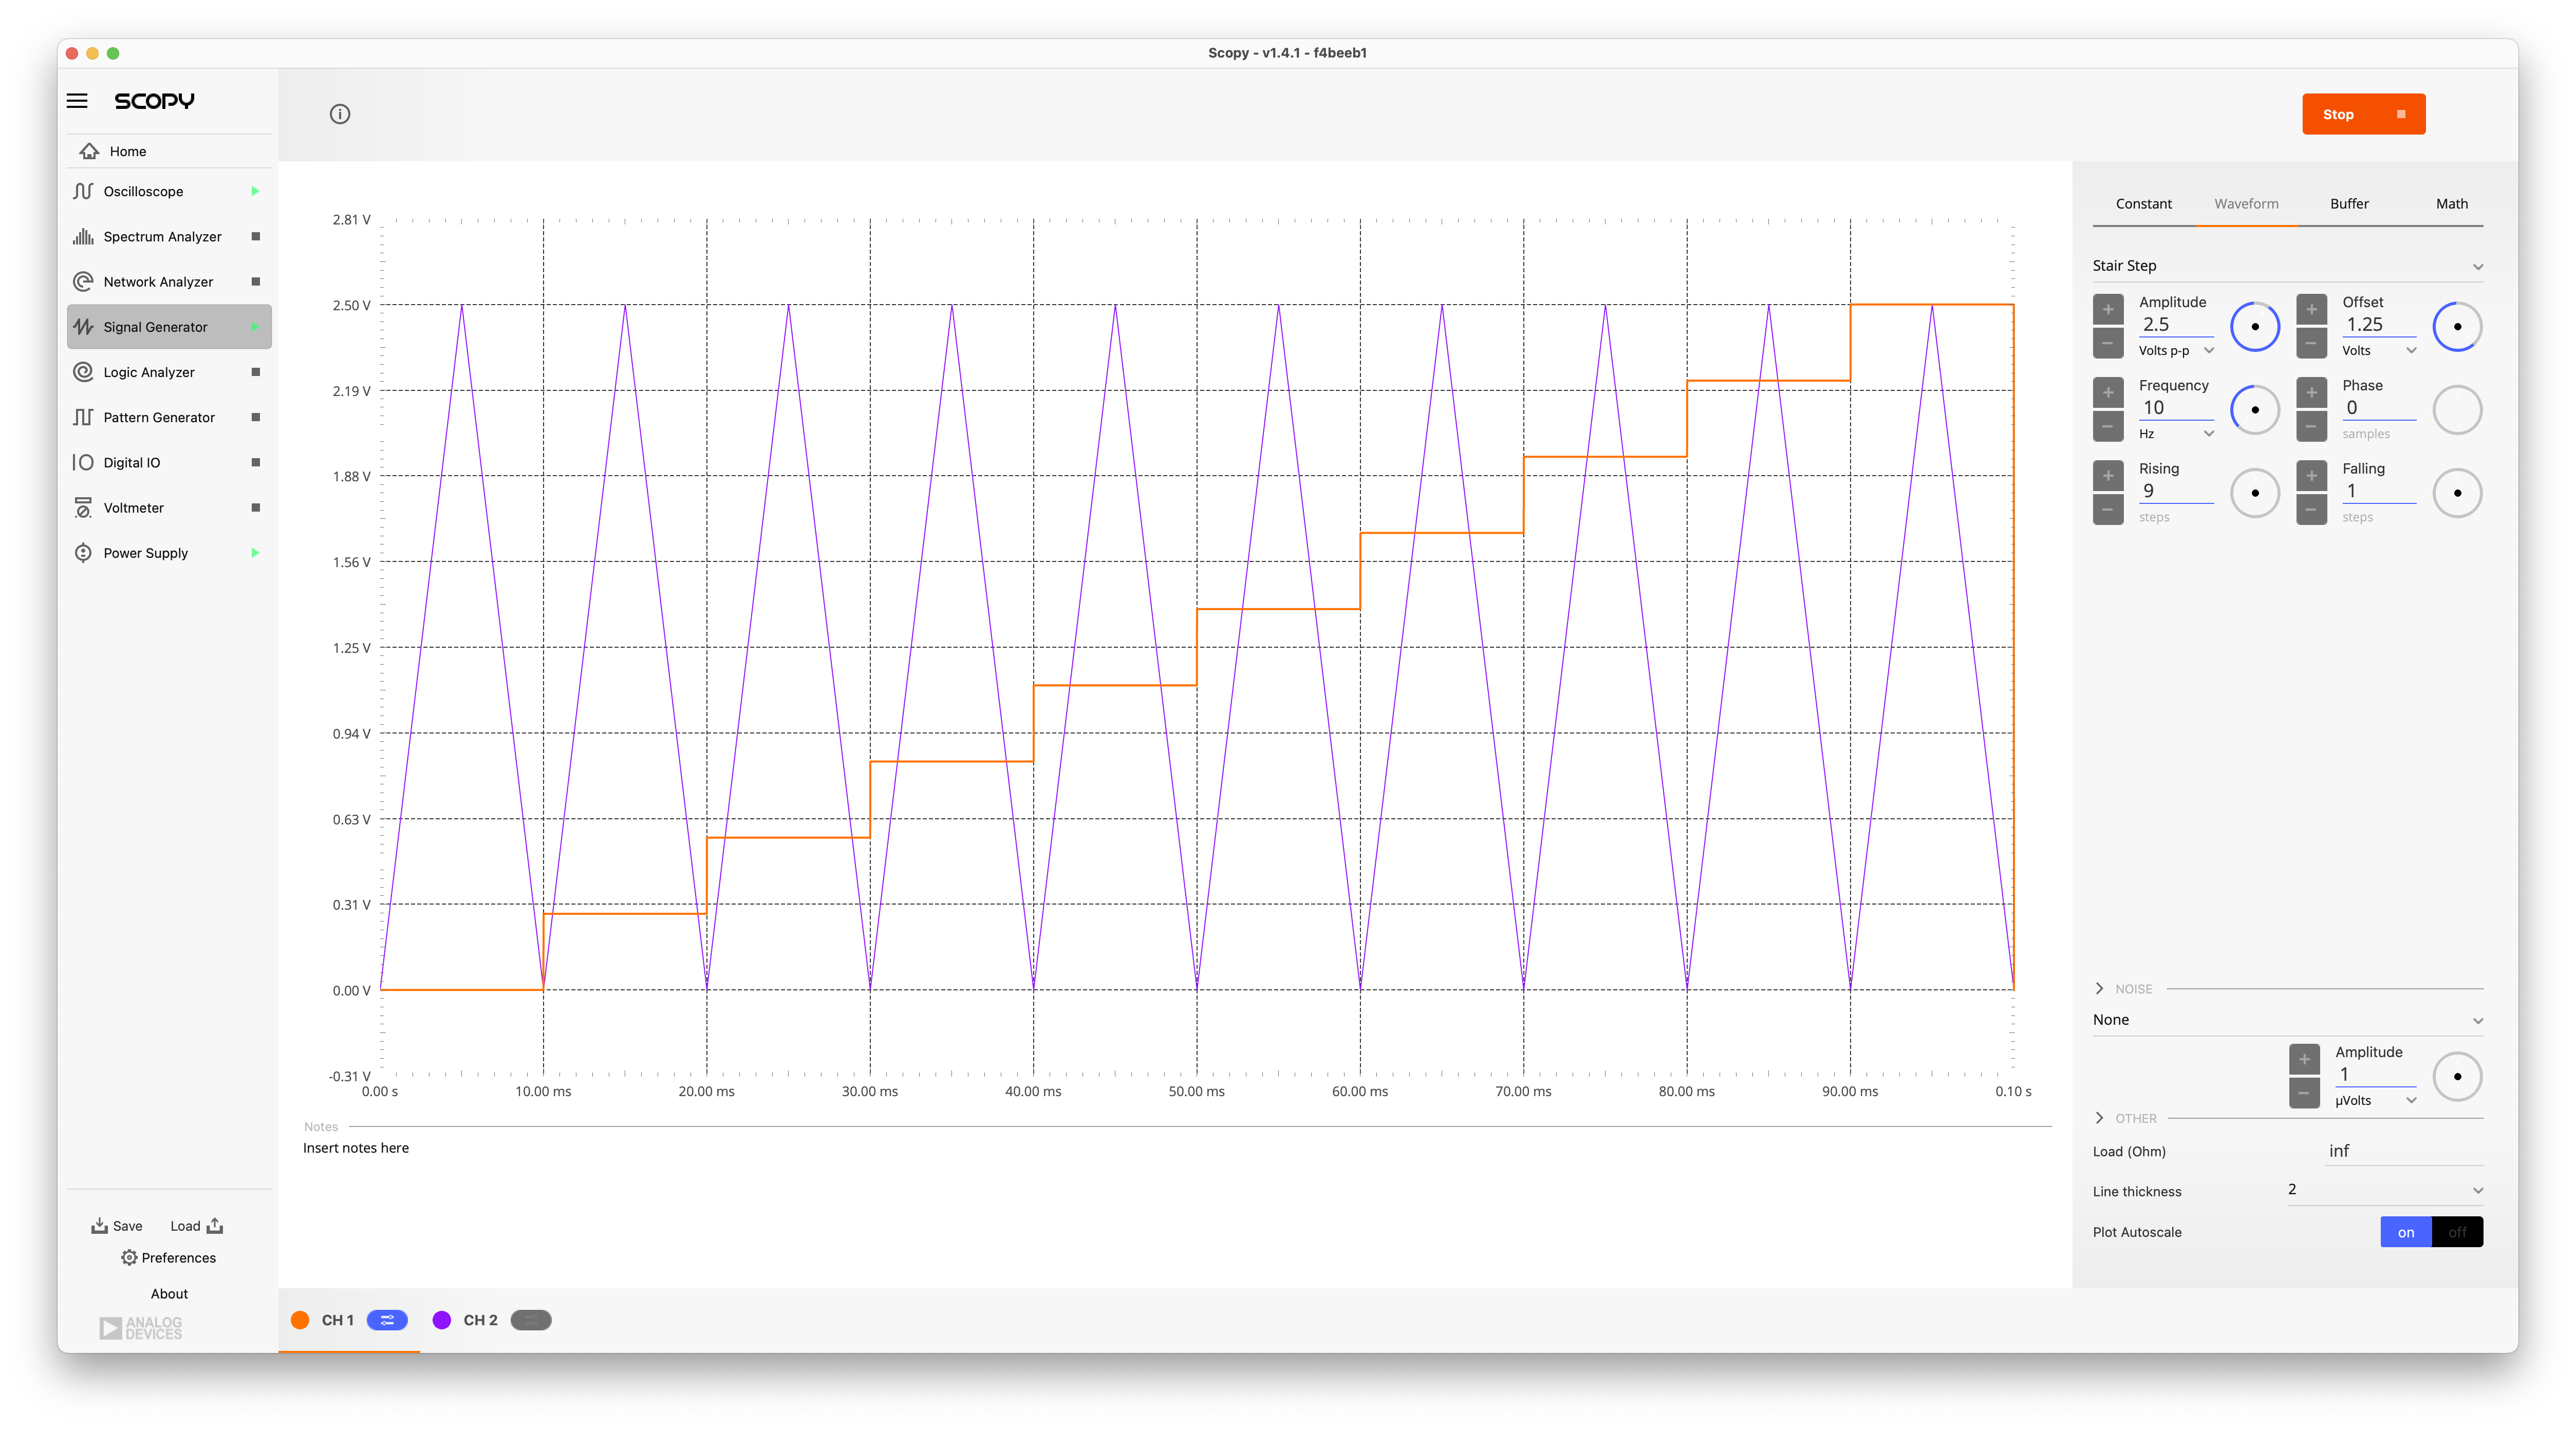 Scopy - v1.4.1 - f4beeb1
SCOPY
Home
Oscilloscope
Spectrum Analyzer
Network Analyzer
Signal Generator
Logic Analyzer
Pattern Generator
Digital IO
Voltmeter
Power Supply
Save Load
Preferences
About
ANALOG
DEVICES
Stop
2.81 V
2.50 V
2.19 V
1.88 V
1.56 V
1.25 V
0.94 V
0.63 V
0.31 V
0.00 V
-0.31 V
0.00 s 10.00 ms 20.00 ms 30.00 ms 40.00 ms 50.00 ms 60.00 ms 70.00 ms 80.00 ms 90.00 ms 0.10 s
Notes
Insert notes here
CH 1 CH 2
Constant Waveform Buffer Math
Stair Step
Amplitude
2.5
Volts p-p
Offset
1.25
Volts
Frequency
10
Hz
Phase
0
samples
Rising
9
steps
Falling
1
steps
NOISE
None
Amplitude
1
µVolts
OTHER
Load (Ohm) inf
Line thickness 2
Plot Autoscale on off